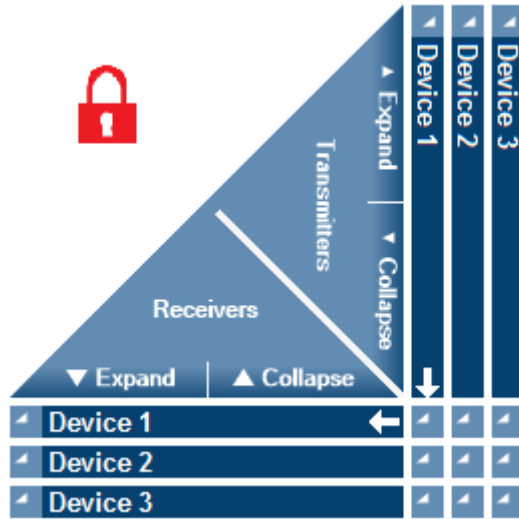 Device 1
Device 2
Device 3
▲ Expand
Transmitters
▼ Collapse
Receivers
▼ Expand
▲ Collapse
Device 1
Device 2
Device 3